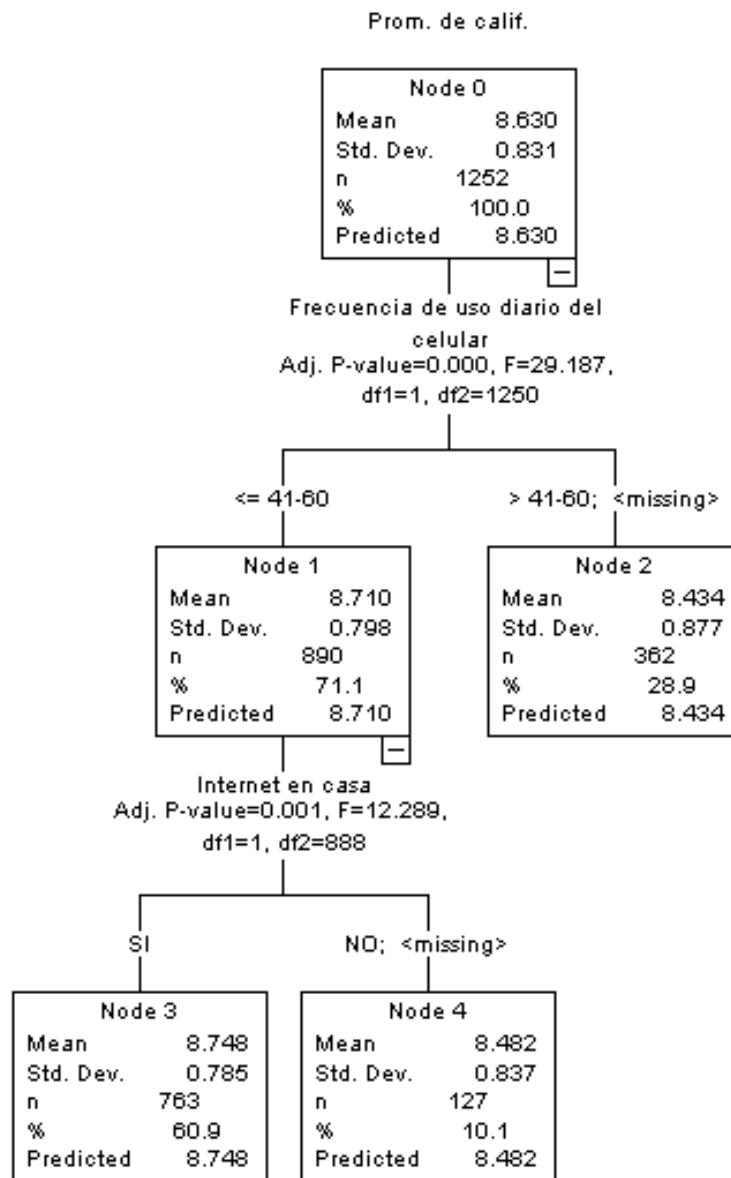 Prom. de calif.
Node 0
Mean 8.630
Std. Dev. 0.831
n 1252
% 100.0
Predicted 8.630
Frecuencia de uso diario del
celular
Adj. P-value=0.000, F=29.187,
df1=1, df2=1250
<= 41-60
> 41-60; <missing>
Node 1
Mean 8.710
Std. Dev. 0.798
n 890
% 71.1
Predicted 8.710
Node 2
Mean 8.434
Std. Dev. 0.877
n 362
% 28.9
Predicted 8.434
Internet en casa
Adj. P-value=0.001, F=12.289,
df1=1, df2=888
SI
NO; <missing>
Node 3
Mean 8.748
Std. Dev. 0.785
n 763
% 60.9
Predicted 8.748
Node 4
Mean 8.482
Std. Dev. 0.837
n 127
% 10.1
Predicted 8.482